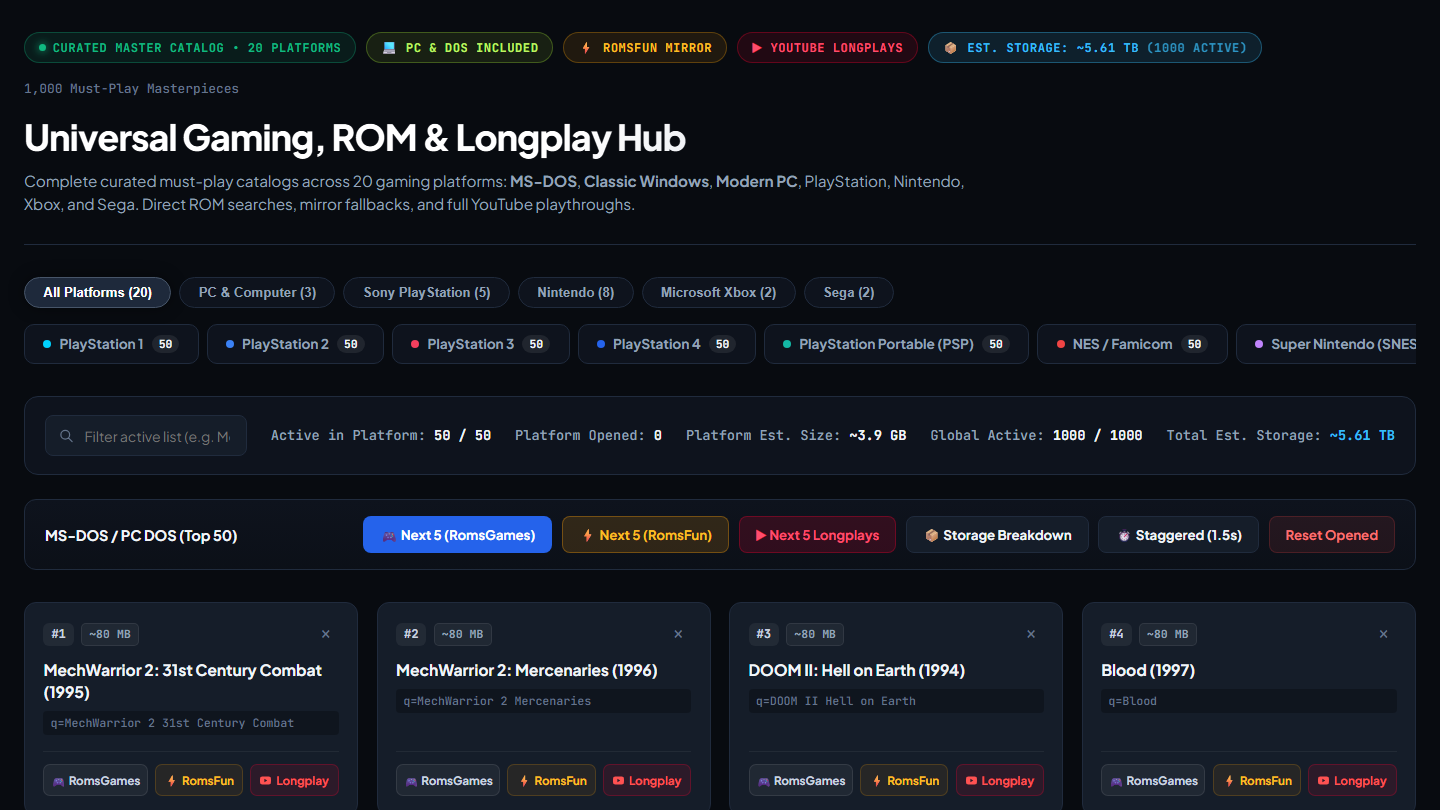 CURATED MASTER CATALOG • 20 PLATFORMS
PC & DOS INCLUDED
ROMSFUN MIRROR
YOUTUBE LONGPLAYS
EST. STORAGE: ~5.61 TB (1000 ACTIVE)
1,000 Must-Play Masterpieces
Universal Gaming, ROM & Longplay Hub
Complete curated must-play catalogs across 20 gaming platforms: MS-DOS, Classic Windows, Modern PC, PlayStation, Nintendo,
Xbox, and Sega. Direct ROM searches, mirror fallbacks, and full YouTube playthroughs.
All Platforms (20)
PC & Computer (3)
Sony PlayStation (5)
Nintendo (8)
Microsoft Xbox (2)
Sega (2)
PlayStation 1 50
PlayStation 2 50
PlayStation 3 50
PlayStation 4 50
PlayStation Portable (PSP) 50
NES / Famicom 50
Super Nintendo (SNES
Filter active list (e.g. M
Active in Platform: 50 / 50
Platform Opened: 0
Platform Est. Size: ~3.9 GB
Global Active: 1000 / 1000
Total Est. Storage: ~5.61 TB
MS-DOS / PC DOS (Top 50)
Next 5 (RomsGames)
Next 5 (RomsFun)
Next 5 Longplays
Storage Breakdown
Staggered (1.5s)
Reset Opened
#1 ~80 MB ×
MechWarrior 2: 31st Century Combat
(1995)
q=MechWarrior 2 31st Century Combat
RomsGames
RomsFun
Longplay
#2 ~80 MB ×
MechWarrior 2: Mercenaries (1996)
q=MechWarrior 2 Mercenaries
RomsGames
RomsFun
Longplay
#3 ~80 MB ×
DOOM II: Hell on Earth (1994)
q=DOOM II Hell on Earth
RomsGames
RomsFun
Longplay
#4 ~80 MB ×
Blood (1997)
q=Blood
RomsGames
RomsFun
Longplay